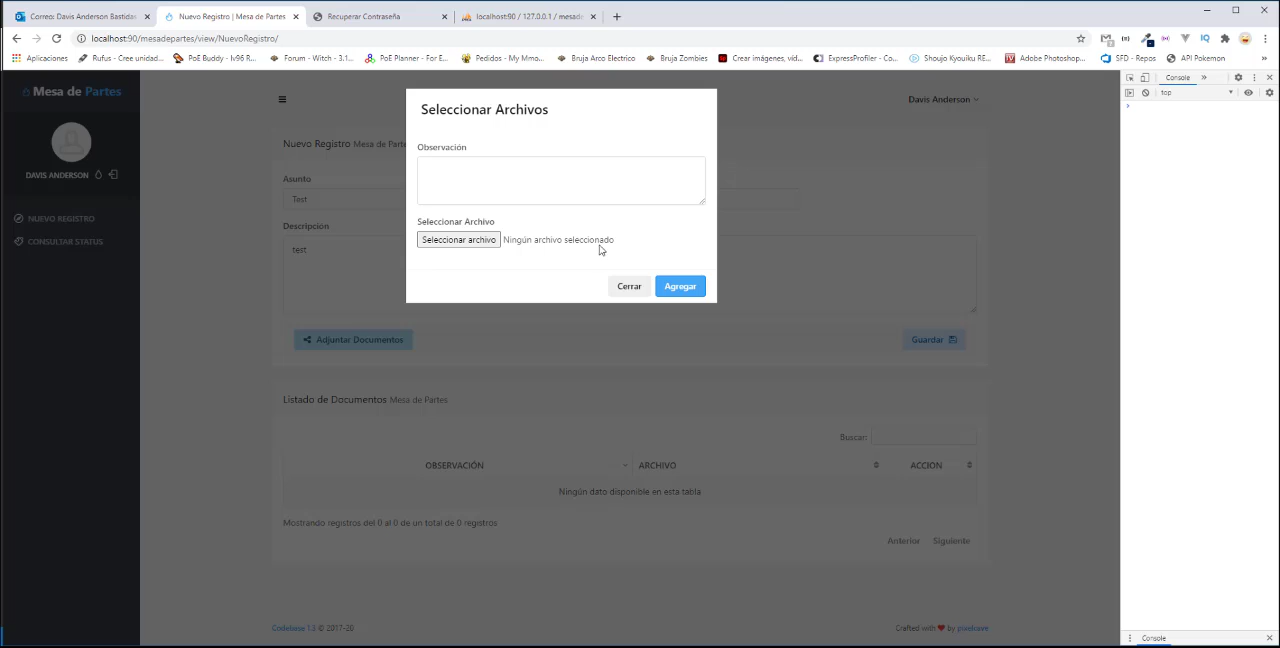 Correo: Davis Anderson Bastidas
Nuevo Registro | Mesa de Partes
Recuperar Contraseña
localhost:90 / 127.0.0.1 / mesade
localhost:90/mesadepartes/view/NuevoRegistro/
Aplicaciones
Rufus - Cree unidad...
PoE Buddy - lv96 R...
Forum - Witch - 3.1...
PoE Planner - For E...
Pedidos - My Mmo...
Bruja Arco Electrico
Bruja Zombies
Crear imágenes, víd...
ExpressProfiler - Co...
Shoujo Kyouiku RE...
Adobe Photoshop...
SFD - Repos
API Pokemon
Console
top
Mesa de Partes
DAVIS ANDERSON
NUEVO REGISTRO
CONSULTAR STATUS
Davis Anderson
Nuevo Registro Mesa de Parte
Asunto
Test
Descripcion
test
Seleccionar Archivos
Observación
Seleccionar Archivo
Seleccionar archivo Ningún archivo seleccionado
Cerrar Agregar
Adjuntar Documentos
Guardar
Listado de Documentos Mesa de Partes
Buscar:
OBSERVACIÓN ARCHIVO ACCION
Ningún dato disponible en esta tabla
Mostrando registros del 0 al 0 de un total de 0 registros
Anterior Siguiente
Codebase 1.3 © 2017-20
Crafted with ❤ by pixelcave
Console